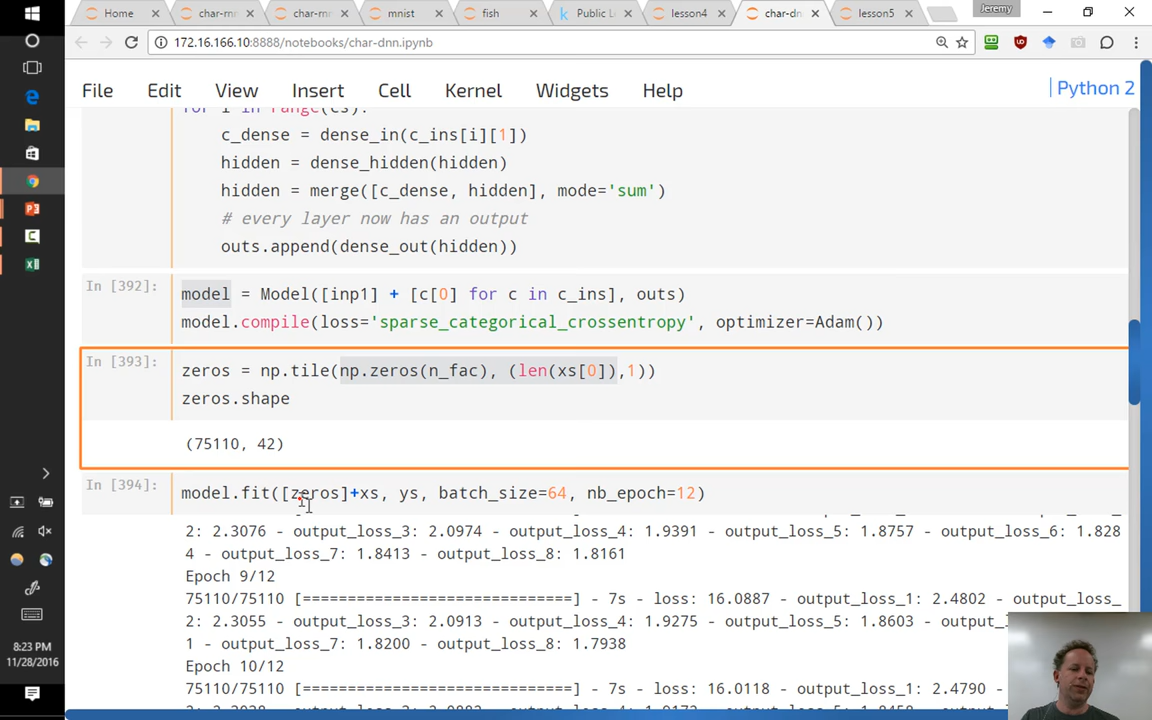 Home
char-rnn
char-rnn
mnist
fish
Public L
lesson4
char-dn
lesson5
Jeremy
172.16.166.10:8888/notebooks/char-dnn.ipynb
File Edit View Insert Cell Kernel Widgets Help
Python 2
for i in range(cs):
c_dense = dense_in(c_ins[i][1])
hidden = dense_hidden(hidden)
hidden = merge([c_dense, hidden], mode='sum')
# every layer now has an output
outs.append(dense_out(hidden))
In [392]:
model = Model([inp1] + [c[0] for c in c_ins], outs)
model.compile(loss='sparse_categorical_crossentropy', optimizer=Adam())
In [393]:
zeros = np.tile(np.zeros(n_fac), (len(xs[0]),1))
zeros.shape
(75110, 42)
In [394]:
model.fit([zeros]+xs, ys, batch_size=64, nb_epoch=12)
2: 2.3076 - output_loss_3: 2.0974 - output_loss_4: 1.9391 - output_loss_5: 1.8757 - output_loss_6: 1.828
4 - output_loss_7: 1.8413 - output_loss_8: 1.8161
Epoch 9/12
75110/75110 [==============================] - 7s - loss: 16.0887 - output_loss_1: 2.4802 - output_loss_
2: 2.3055 - output_loss_3: 2.0913 - output_loss_4: 1.9275 - output_loss_5: 1.8603 - output_l
1 - output_loss_7: 1.8200 - output_loss_8: 1.7938
Epoch 10/12
75110/75110 [==============================] - 7s - loss: 16.0118 - output_loss_1: 2.4790 -
8:23 PM
11/28/2016